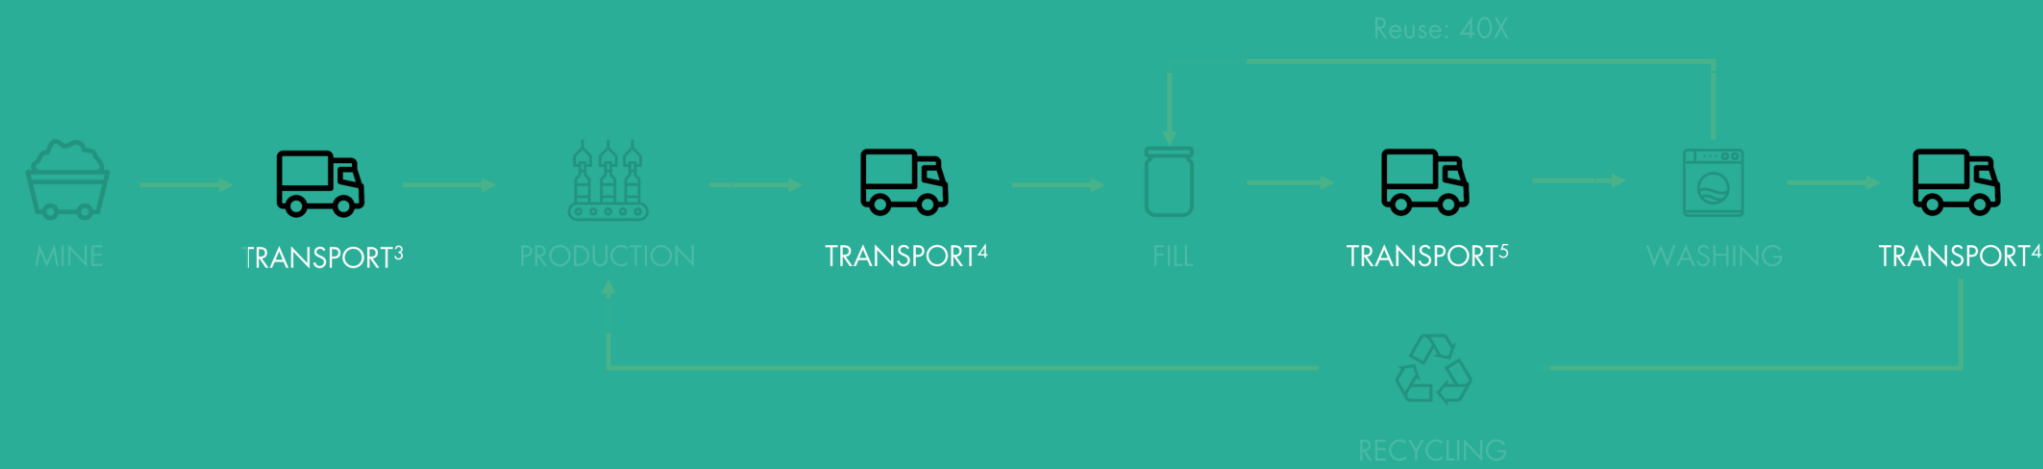 Reuse: 40X
MINE
TRANSPORT³
PRODUCTION
TRANSPORT⁴
FILL
TRANSPORT⁵
WASHING
TRANSPORT⁴
RECYCLING